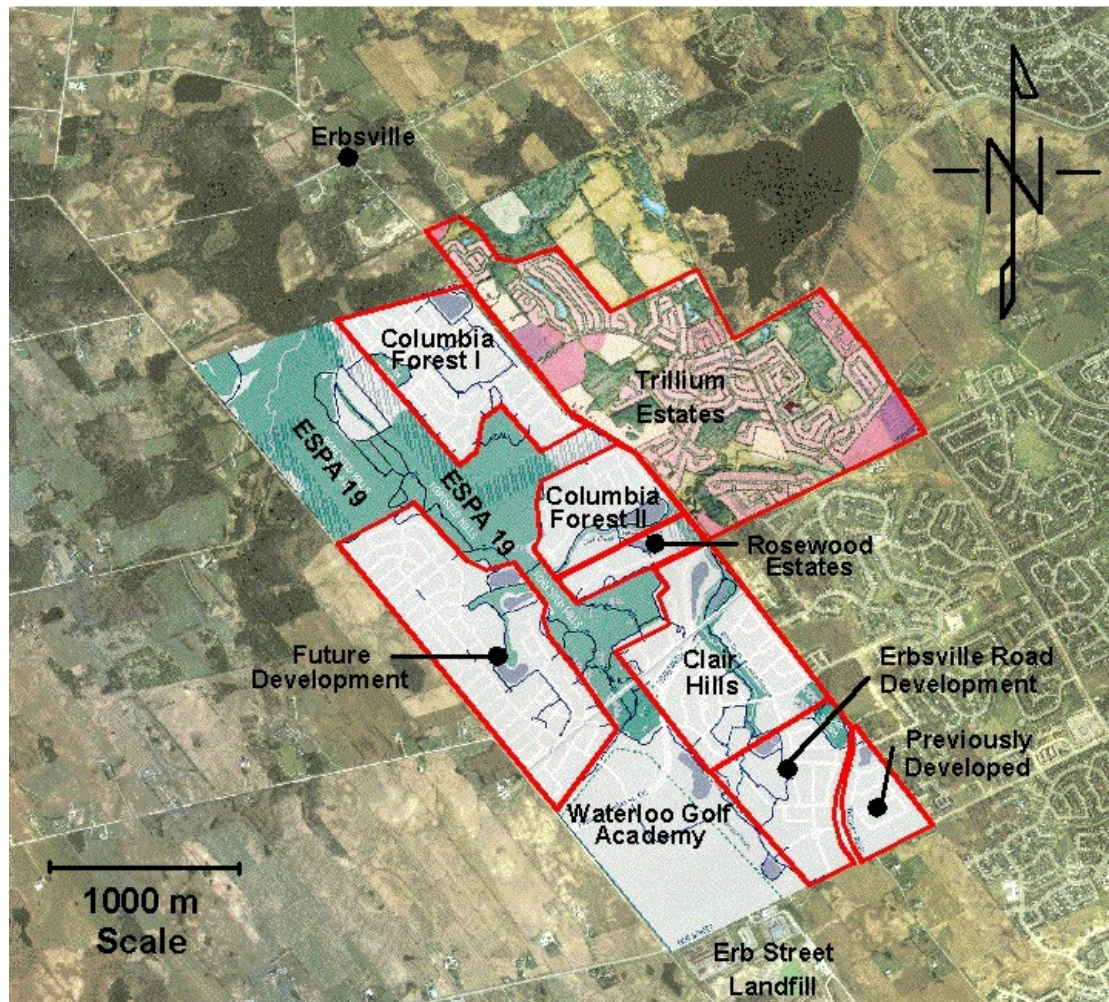 Erbsville
N
Columbia
Forest I
Trillium
Estates
ESPA 19
ESPA 19
Columbia
Forest II
Rosewood
Estates
Future
Development
Clair
Hills
Erbsville Road
Development
Previously
Developed
Waterloo Golf
Academy
1000 m
Scale
Erb Street
Landfill